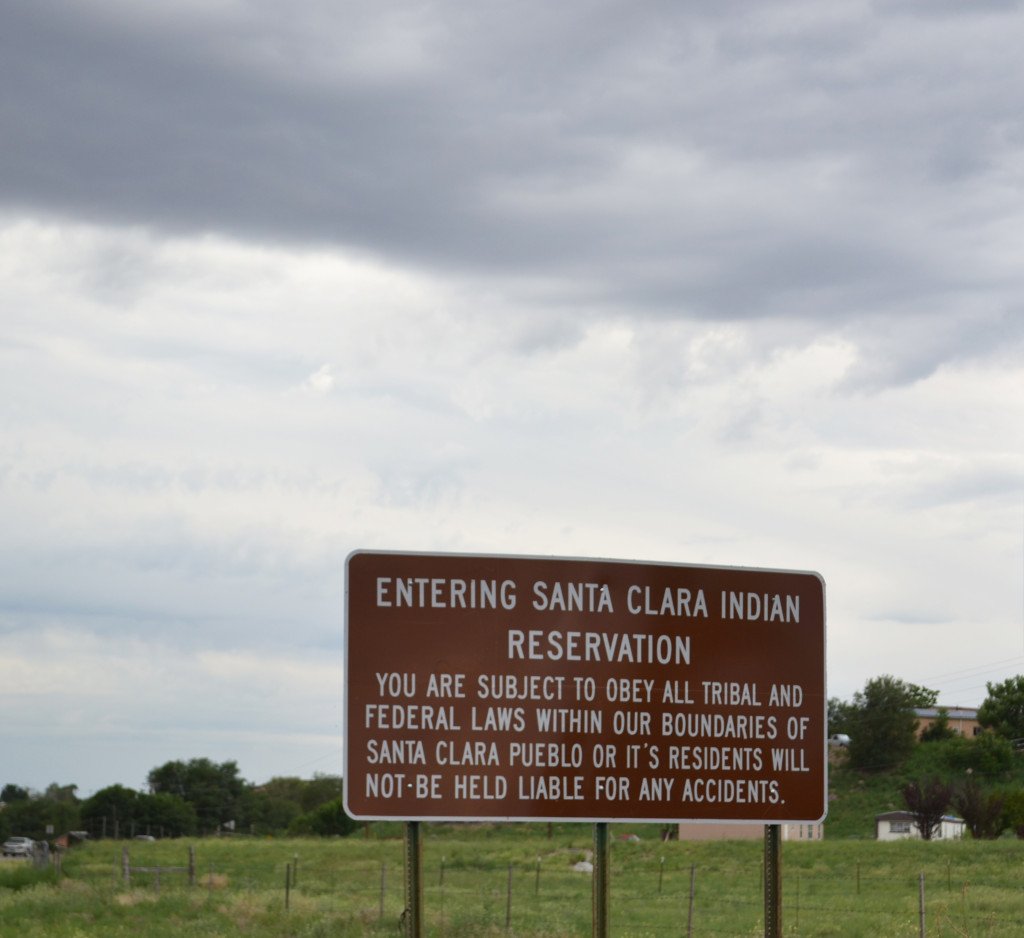 ENTERING SANTA CLARA INDIAN
RESERVATION
YOU ARE SUBJECT TO OBEY ALL TRIBAL AND
FEDERAL LAWS WITHIN OUR BOUNDARIES OF
SANTA CLARA PUEBLO OR IT'S RESIDENTS WILL
NOT·BE HELD LIABLE FOR ANY ACCIDENTS.